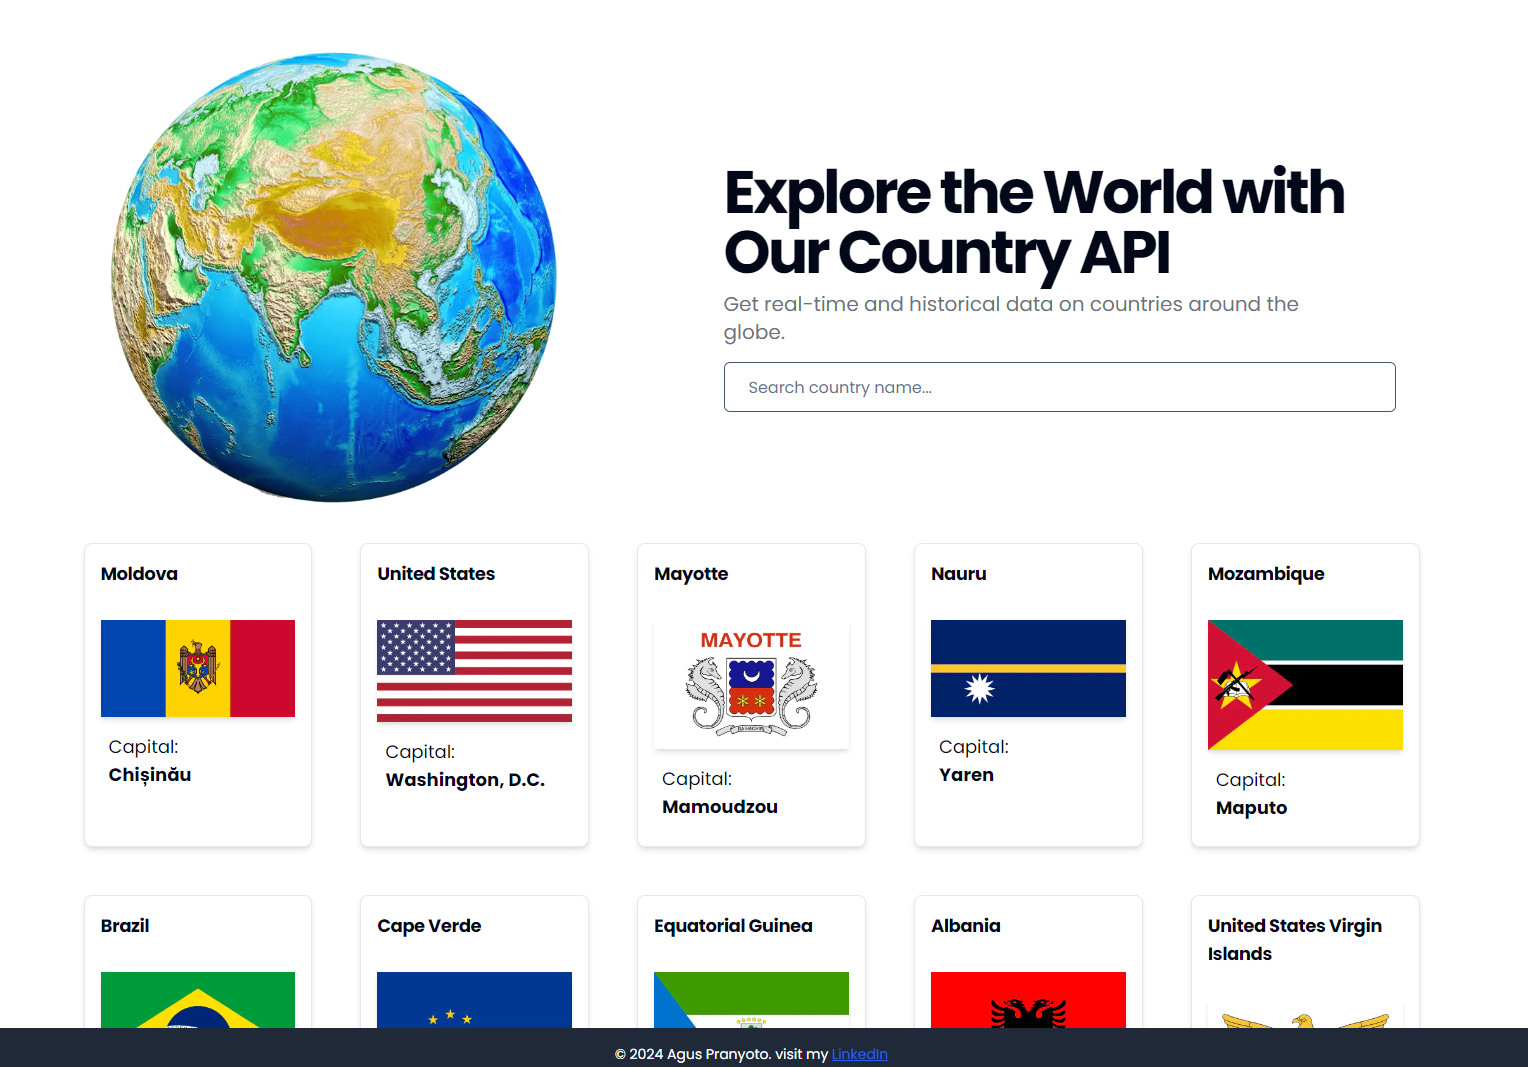 Explore the World with
Our Country API
Get real-time and historical data on countries around the
globe.
Search country name...
Moldova
Capital:
Chișinău
United States
Capital:
Washington, D.C.
Mayotte
MAYOTTE
Capital:
Mamoudzou
Nauru
Capital:
Yaren
Mozambique
Capital:
Maputo
Brazil
Cape Verde
Equatorial Guinea
Albania
United States Virgin
Islands
© 2024 Agus Pranyoto. visit my LinkedIn